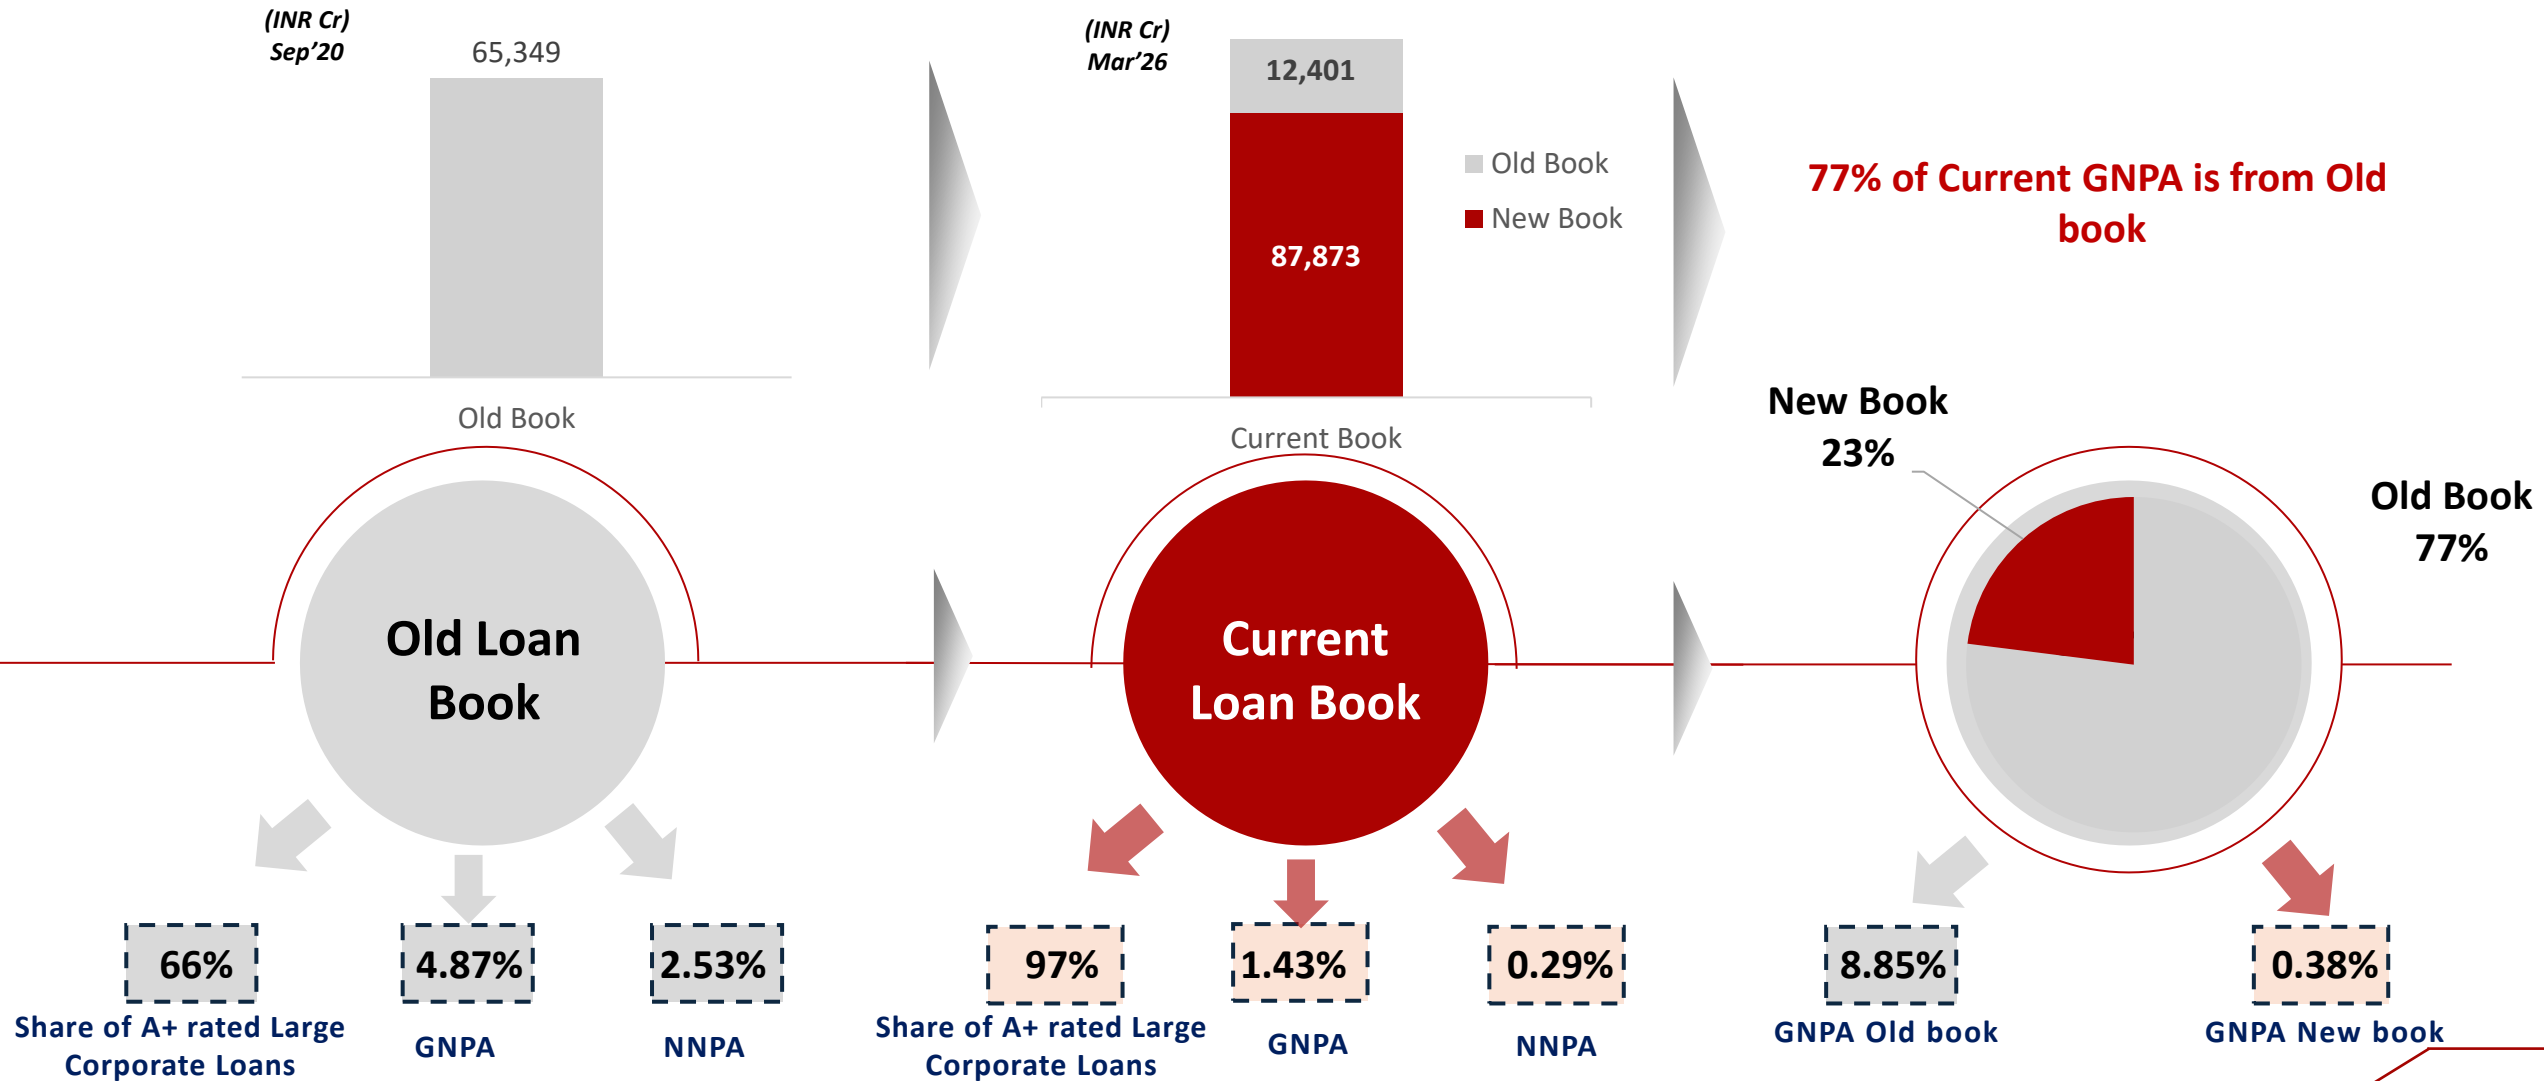 (INR Cr)
Sep’20
65,349
Old Book
(INR Cr)
Mar’26
12,401
87,873
Current Book
Old Book
New Book
77% of Current GNPA is from Old
book
New Book
23%
Old Book
77%
Old Loan
Book
Current
Loan Book
66%
Share of A+ rated Large
Corporate Loans
4.87%
GNPA
2.53%
NNPA
97%
Share of A+ rated Large
Corporate Loans
1.43%
GNPA
0.29%
NNPA
8.85%
GNPA Old book
0.38%
GNPA New book